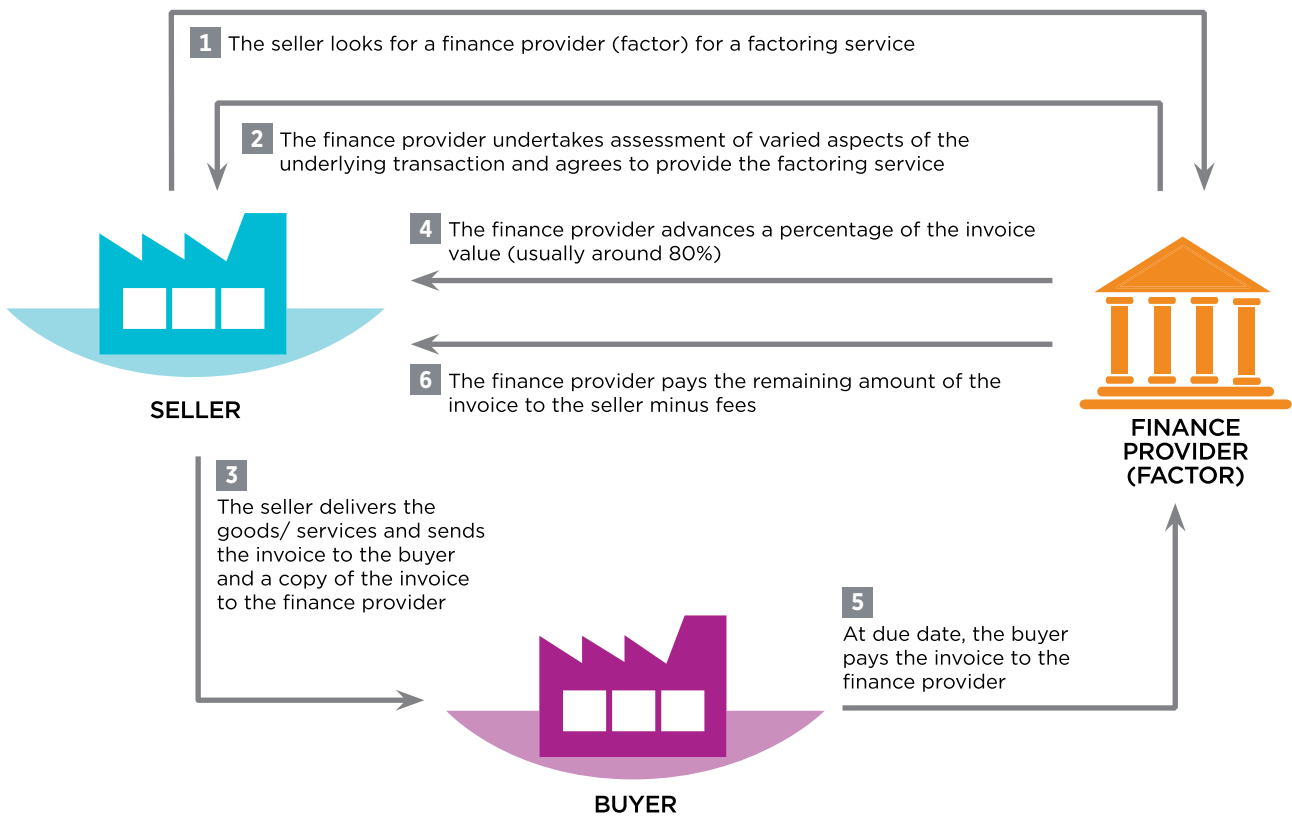 1 The seller looks for a finance provider (factor) for a factoring service
2 The finance provider undertakes assessment of varied aspects of the
underlying transaction and agrees to provide the factoring service
4 The finance provider advances a percentage of the invoice
value (usually around 80%)
6 The finance provider pays the remaining amount of the
invoice to the seller minus fees
SELLER
FINANCE
PROVIDER
(FACTOR)
3
The seller delivers the
goods/ services and sends
the invoice to the buyer
and a copy of the invoice
to the finance provider
5
At due date, the buyer
pays the invoice to the
finance provider
BUYER